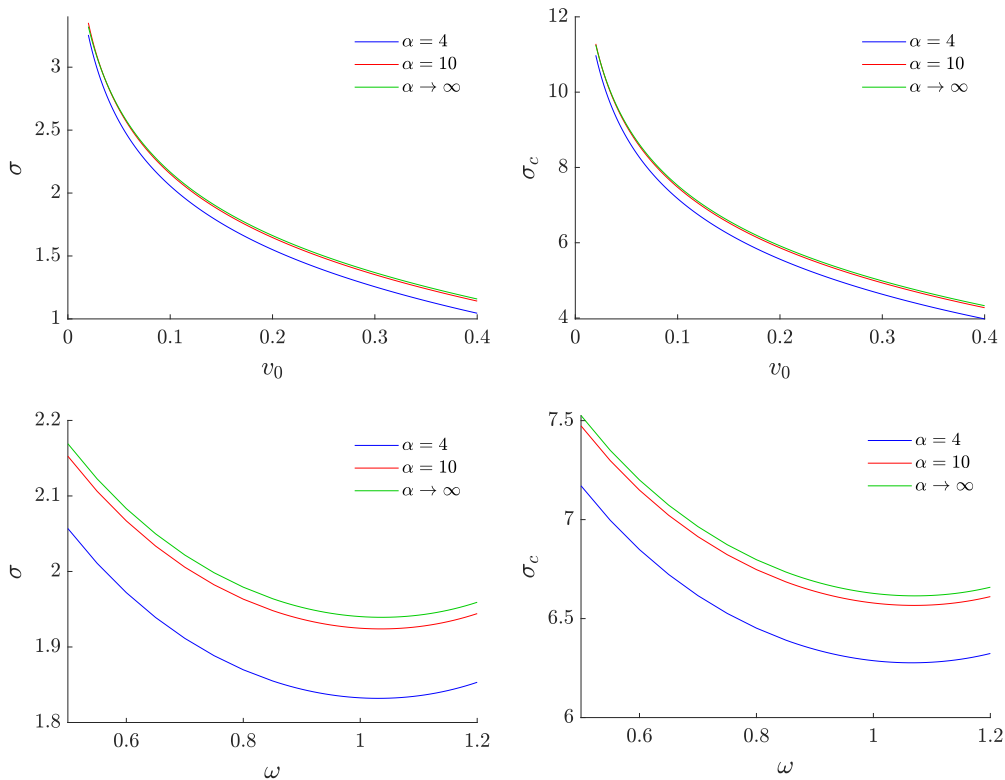 σ
3
2.5
2
1.5
1
0
0.1
0.2
0.3
0.4
v₀
α = 4
α = 10
α → ∞
σ_c
12
10
8
6
4
0
0.1
0.2
0.3
0.4
v₀
α = 4
α = 10
α → ∞
σ
2.2
2.1
2
1.9
1.8
0.6
0.8
1
1.2
ω
α = 4
α = 10
α → ∞
σ_c
7.5
7
6.5
6
0.6
0.8
1
1.2
ω
α = 4
α = 10
α → ∞